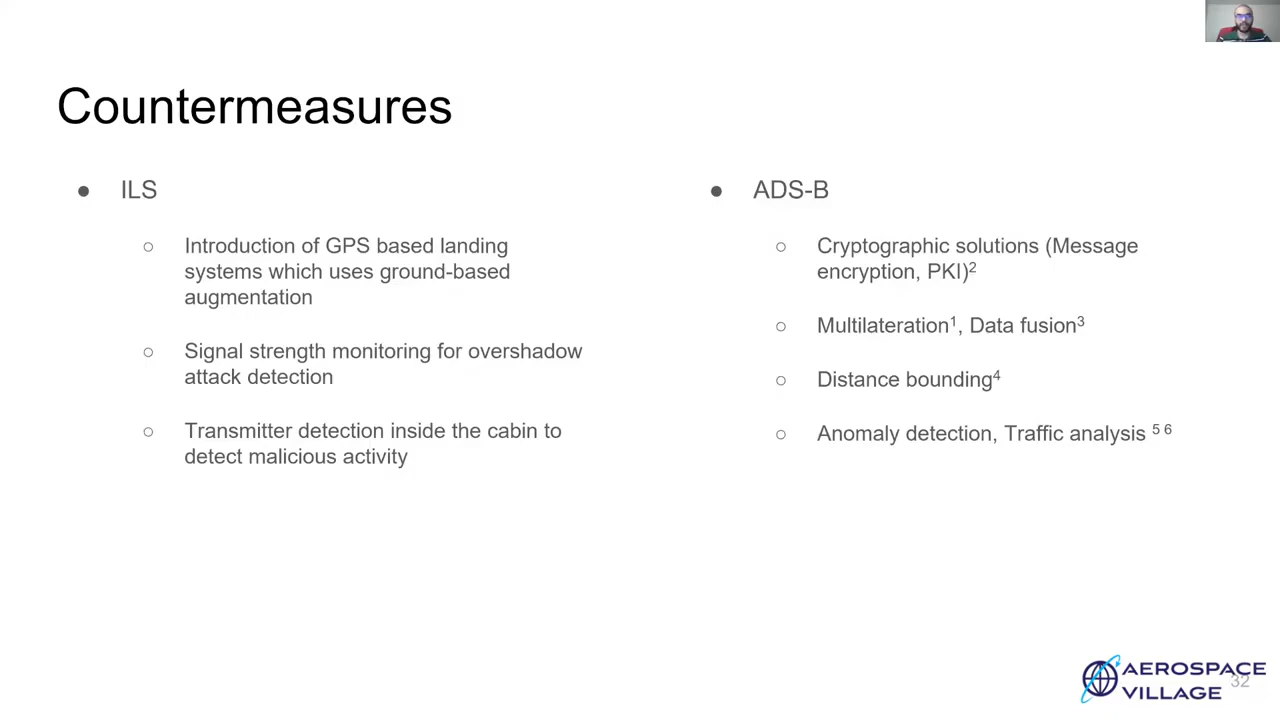 Countermeasures
● ILS
○ Introduction of GPS based landing
systems which uses ground-based
augmentation
○ Signal strength monitoring for overshadow
attack detection
○ Transmitter detection inside the cabin to
detect malicious activity
● ADS-B
○ Cryptographic solutions (Message
encryption, PKI)²
○ Multilateration¹, Data fusion³
○ Distance bounding⁴
○ Anomaly detection, Traffic analysis ⁵ ⁶
AEROSPACE
VILLAGE
32